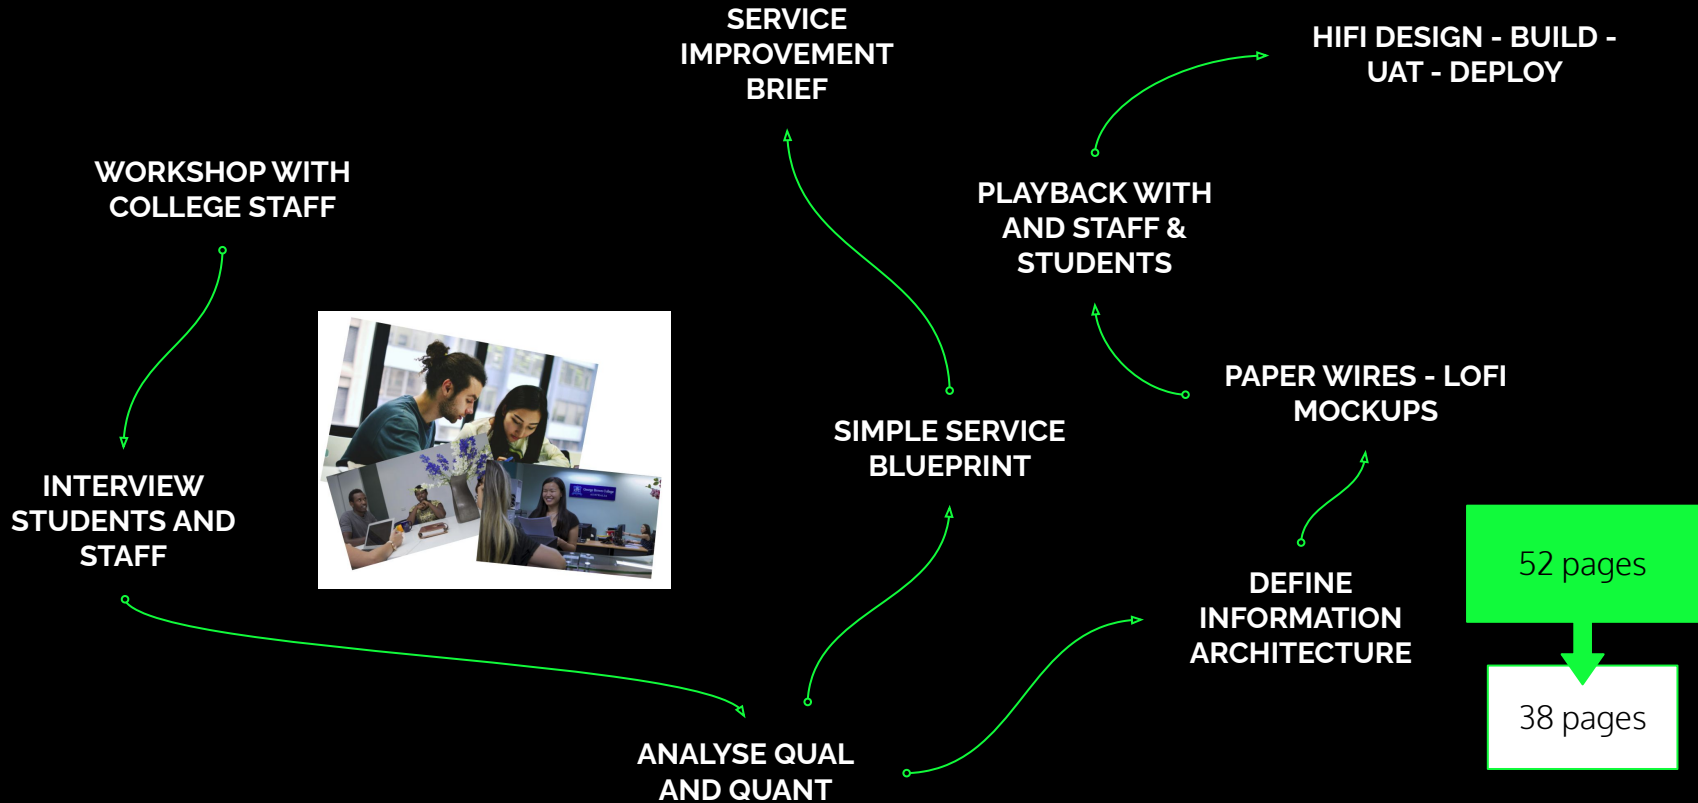 WORKSHOP WITH
COLLEGE STAFF
INTERVIEW
STUDENTS AND
STAFF
ANALYSE QUAL
AND QUANT
SIMPLE SERVICE
BLUEPRINT
SERVICE
IMPROVEMENT
BRIEF
DEFINE
INFORMATION
ARCHITECTURE
52 pages
38 pages
PAPER WIRES - LOFI
MOCKUPS
PLAYBACK WITH
AND STAFF &
STUDENTS
HIFI DESIGN - BUILD -
UAT - DEPLOY